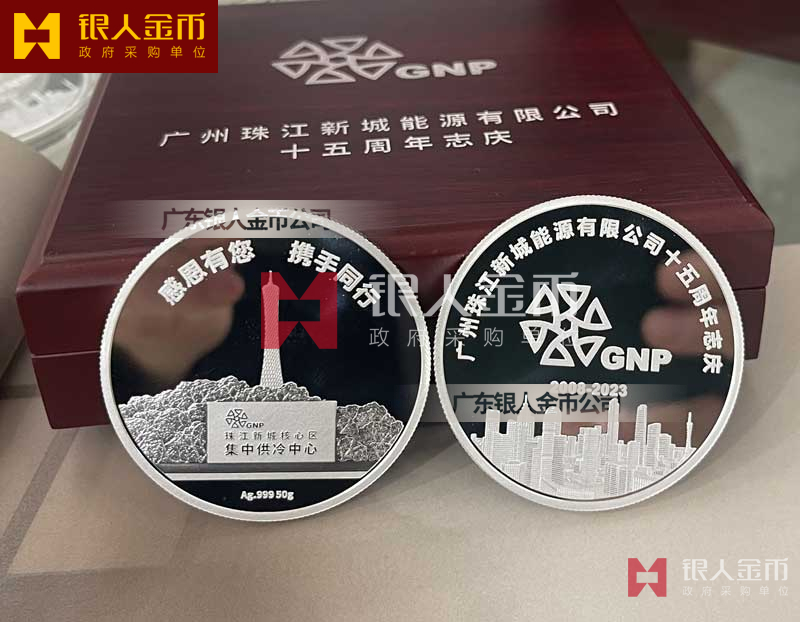 银人金币
政府采购单位
GNP
广州珠江新城能源有限公司
十五周年志庆
广东银人金币公司
感恩有您 携手同行
GNP
珠江新城核心区
集中供冷中心
Ag.999 50g
广州珠江新城能源有限公司十五周年志庆
GNP
2008-2023
广东银人金币公司
银人金币
政府采购单位
银人金币
政府采购单位